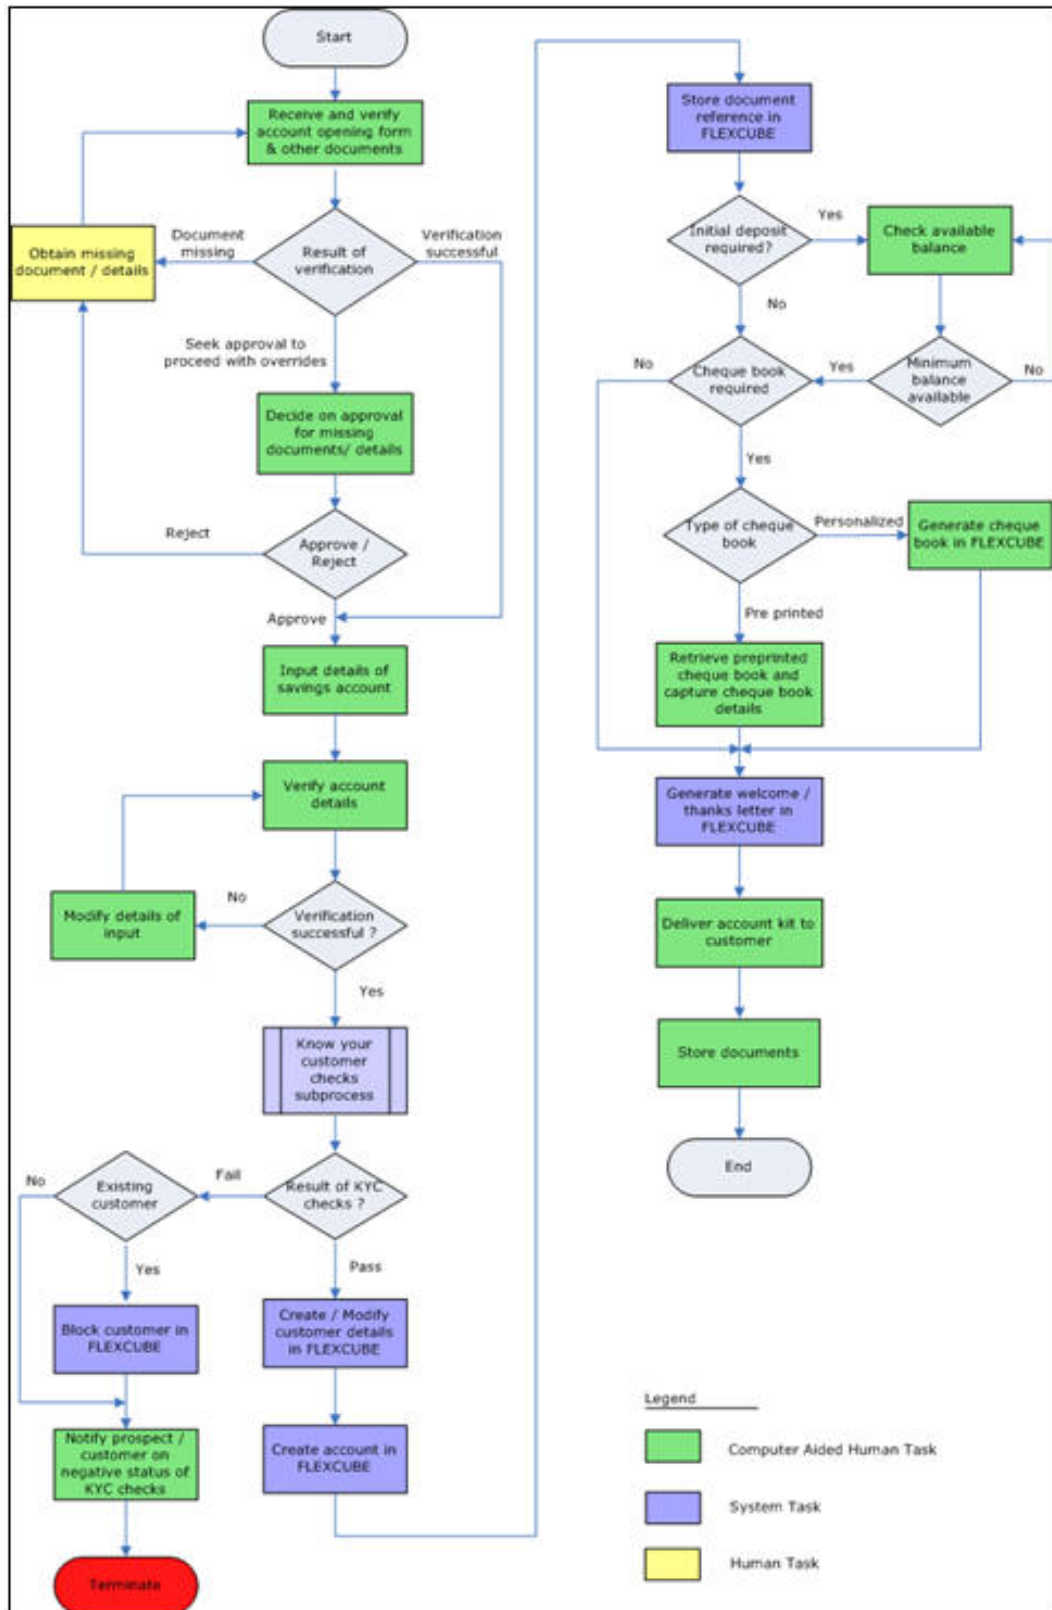 Start
Receive and verify
account opening form
& other documents
Obtain missing
document / details
Document
missing
Result of
verification
Verification
successful
Seek approval to
proceed with overrides
Decide on approval
for missing
documents/ details
Reject
Approve /
Reject
Approve
Input details of
savings account
Verify account
details
Modify details of
input
No
Verification
successful ?
Yes
Know your
customer
checks
subprocess
No
Existing
customer
Fail
Result of KYC
checks ?
Yes
Pass
Block customer in
FLEXCUBE
Create / Modify
customer details
in FLEXCUBE
Notify prospect /
customer on
negative status of
KYC checks
Create account in
FLEXCUBE
Terminate
Store document
reference in
FLEXCUBE
Initial deposit
required?
Yes
Check available
balance
No
No
Cheque book
required
Yes
Minimum
balance
available
No
Yes
Type of cheque
book
Personalized
Generate cheque
book in FLEXCUBE
Pre printed
Retrieve preprinted
cheque book and
capture cheque book
details
Generate welcome /
thanks letter in
FLEXCUBE
Deliver account kit to
customer
Store documents
End
Legend
Computer Aided Human Task
System Task
Human Task